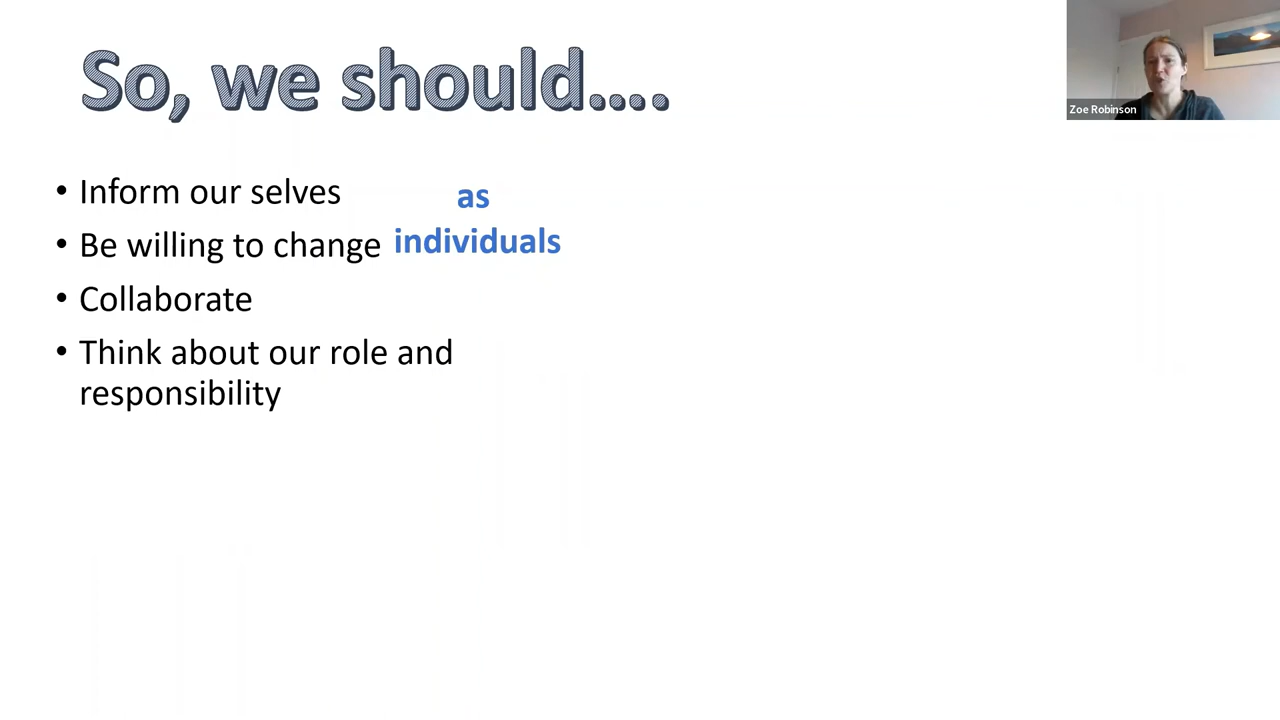 So, we should....
Zoe Robinson
• Inform our selves
• Be willing to change
as
individuals
• Collaborate
• Think about our role and
responsibility